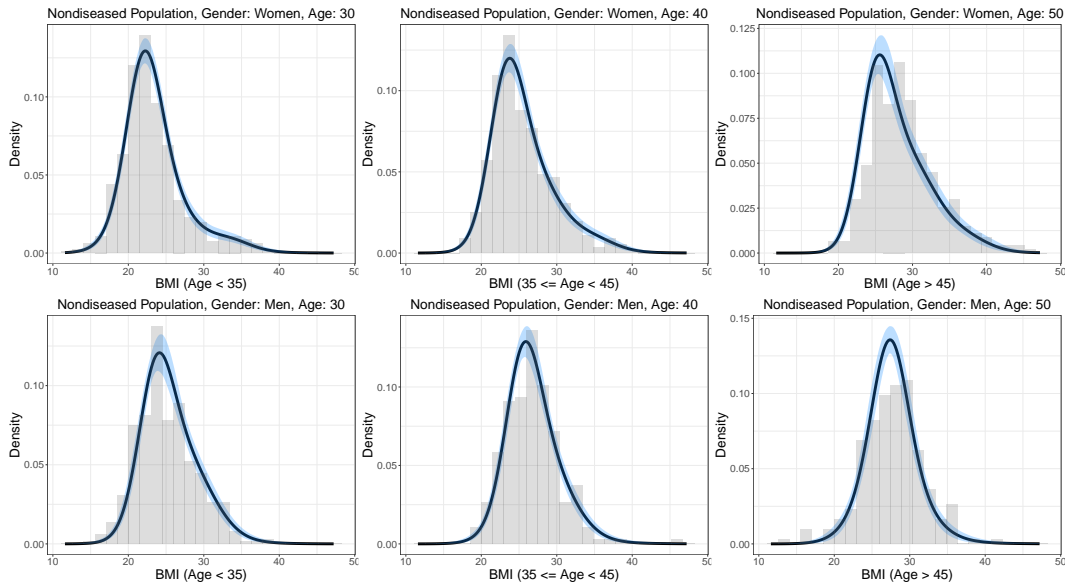 Nondiseased Population, Gender: Women, Age: 30
Density
0.10
0.05
0.00
10 20 30 40 50
BMI (Age < 35)
Nondiseased Population, Gender: Women, Age: 40
Density
0.10
0.05
0.00
10 20 30 40 50
BMI (35 <= Age < 45)
Nondiseased Population, Gender: Women, Age: 50
Density
0.125
0.100
0.075
0.050
0.025
0.000
10 20 30 40 50
BMI (Age > 45)
Nondiseased Population, Gender: Men, Age: 30
Density
0.10
0.05
0.00
10 20 30 40 50
BMI (Age < 35)
Nondiseased Population, Gender: Men, Age: 40
Density
0.10
0.05
0.00
10 20 30 40 50
BMI (35 <= Age < 45)
Nondiseased Population, Gender: Men, Age: 50
Density
0.15
0.10
0.05
0.00
10 20 30 40 50
BMI (Age > 45)